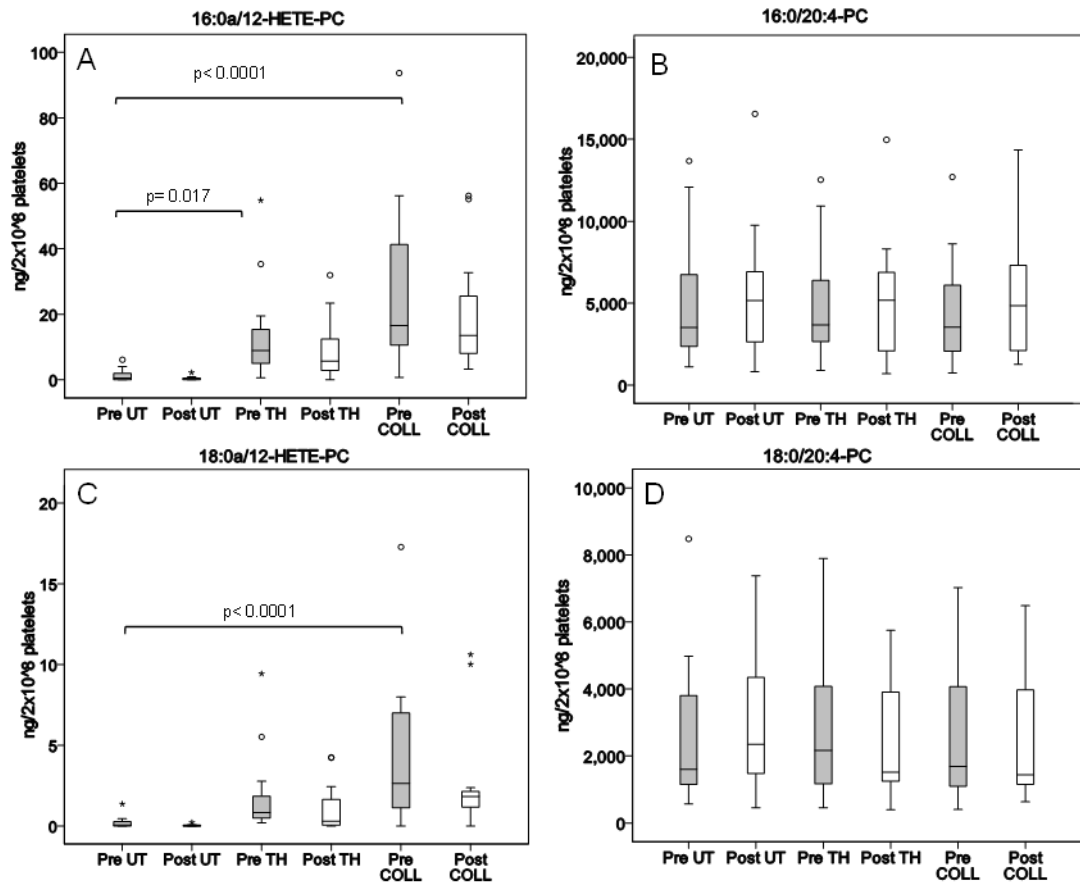 16:0a/12-HETE-PC
A
p< 0.0001
p= 0.017
100
80
60
40
20
0
ng/2x10^8 platelets
Pre UT Post UT Pre TH Post TH Pre COLL Post COLL
16:0/20:4-PC
B
20,000
15,000
10,000
5,000
0
ng/2x10^8 platelets
Pre UT Post UT Pre TH Post TH Pre COLL Post COLL
18:0a/12-HETE-PC
C
p< 0.0001
20
15
10
5
0
ng/2x10^8 platelets
Pre UT Post UT Pre TH Post TH Pre COLL Post COLL
18:0/20:4-PC
D
10,000
8,000
6,000
4,000
2,000
0
ng/2x10^8 platelets
Pre UT Post UT Pre TH Post TH Pre COLL Post COLL